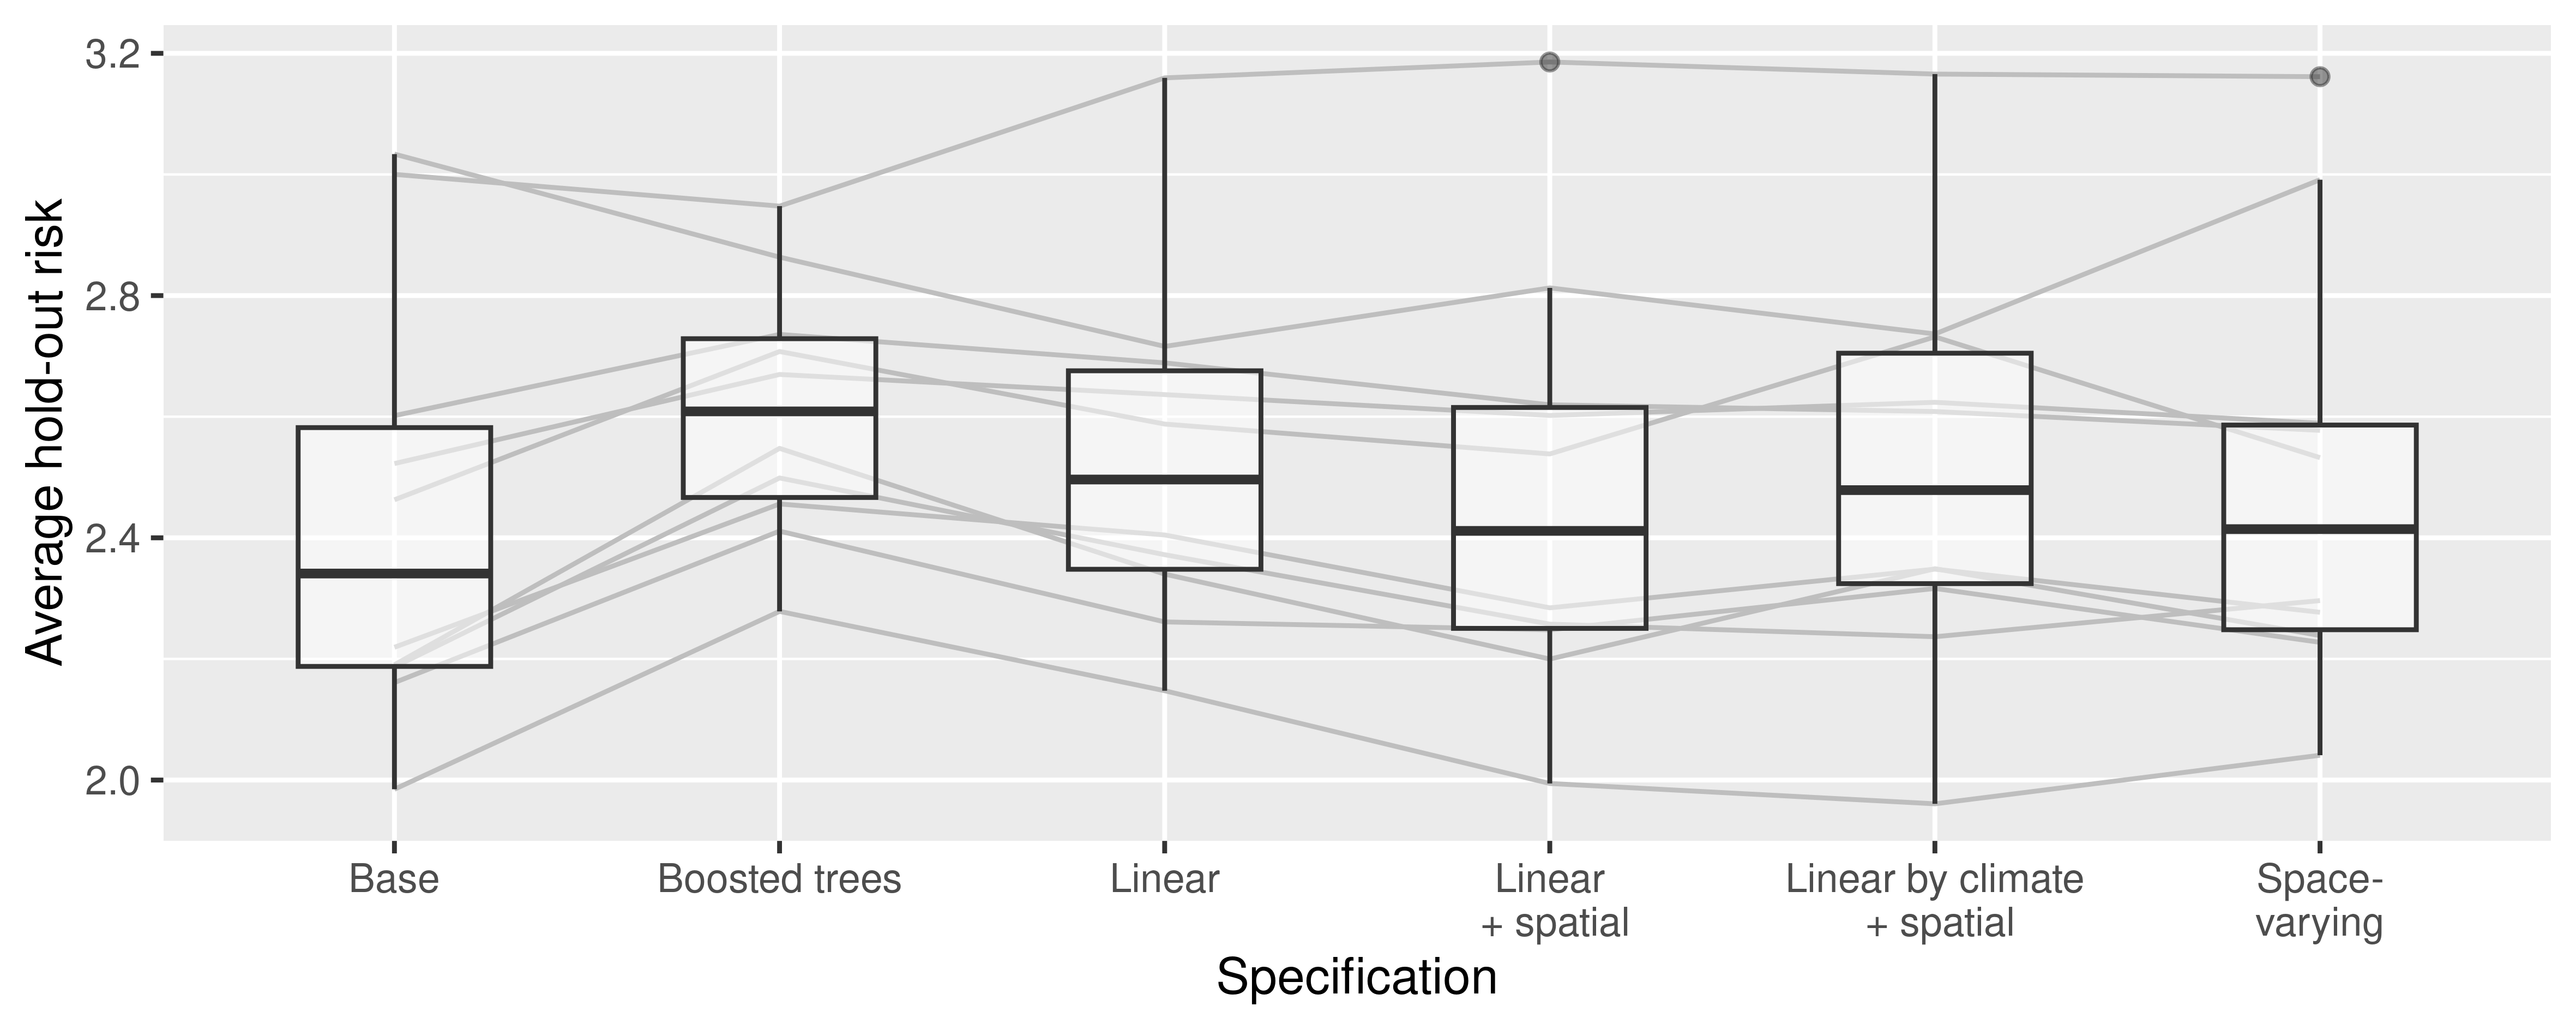 Average hold-out risk
3.2
2.8
2.4
2.0
Base
Boosted trees
Linear
Linear
+ spatial
Linear by climate
+ spatial
Space-
varying
Specification